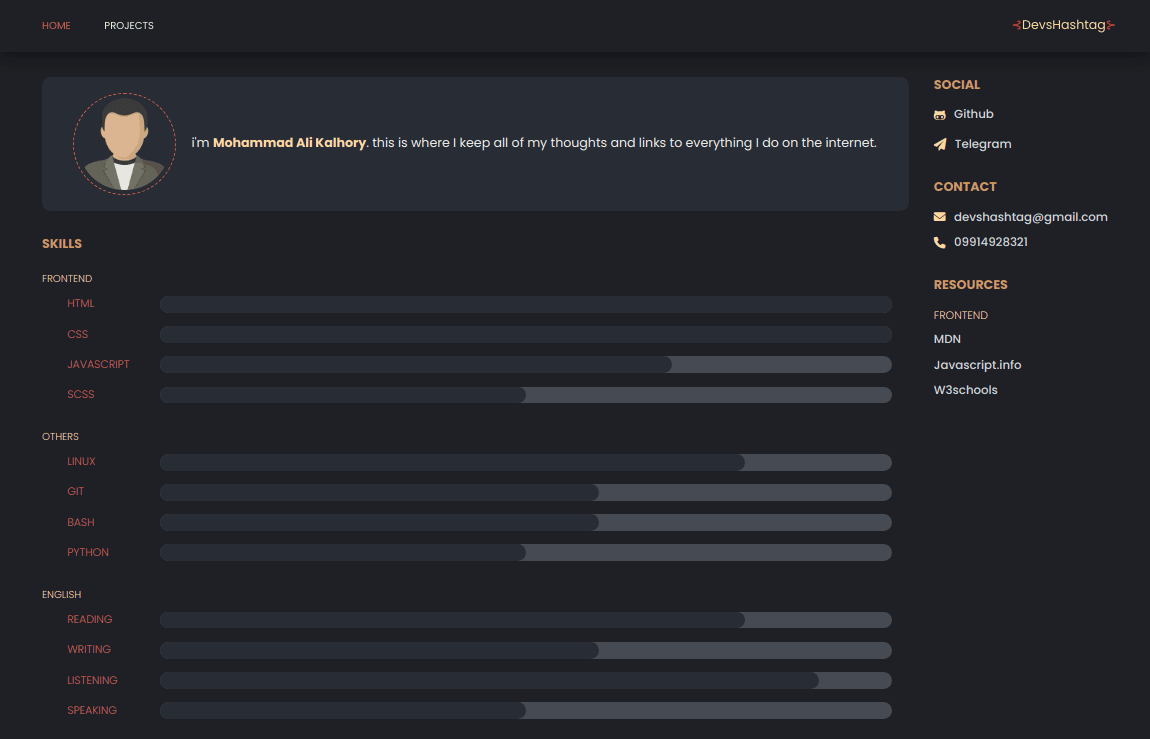 HOME PROJECTS DevsHashtag
i'm Mohammad Ali Kalhory. this is where I keep all of my thoughts and links to everything I do on the internet.
SKILLS
FRONTEND
HTML
CSS
JAVASCRIPT
SCSS
OTHERS
LINUX
GIT
BASH
PYTHON
ENGLISH
READING
WRITING
LISTENING
SPEAKING
SOCIAL
Github
Telegram
CONTACT
devshashtag@gmail.com
09914928321
RESOURCES
FRONTEND
MDN
Javascript.info
W3schools